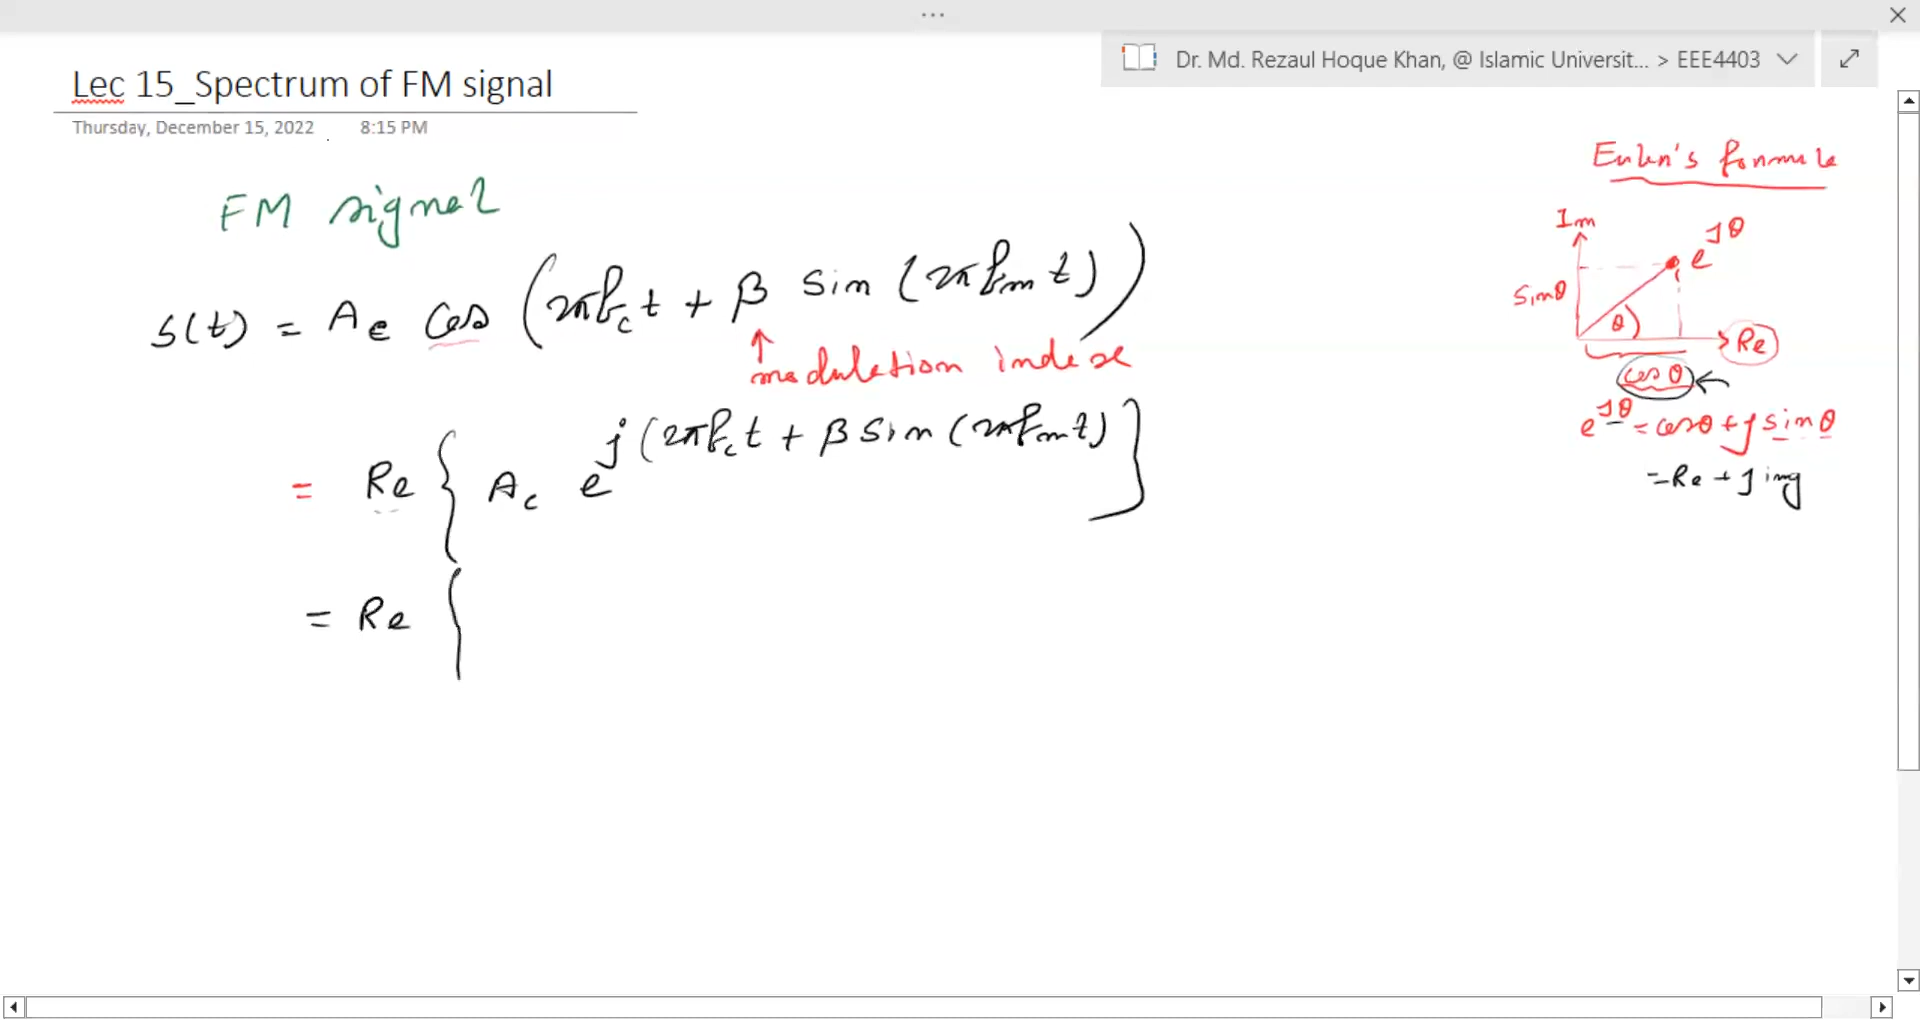 Dr. Md. Rezaul Hoque Khan, @ Islamic Universit... > EEE4403
Lec 15_Spectrum of FM signal
Thursday, December 15, 2022 8:15 PM
FM signal
s(t) = Ac Cos (2πfct + β Sin (2πfmt))
↑
modulation index
= Re { Ac e^j(2πfct + β Sin (2πfmt) }
= Re {
Euler's formula
Im
e^jθ
Sinθ
θ
Re
cos θ ←
e^jθ = cosθ + j sin θ
= Re + j img